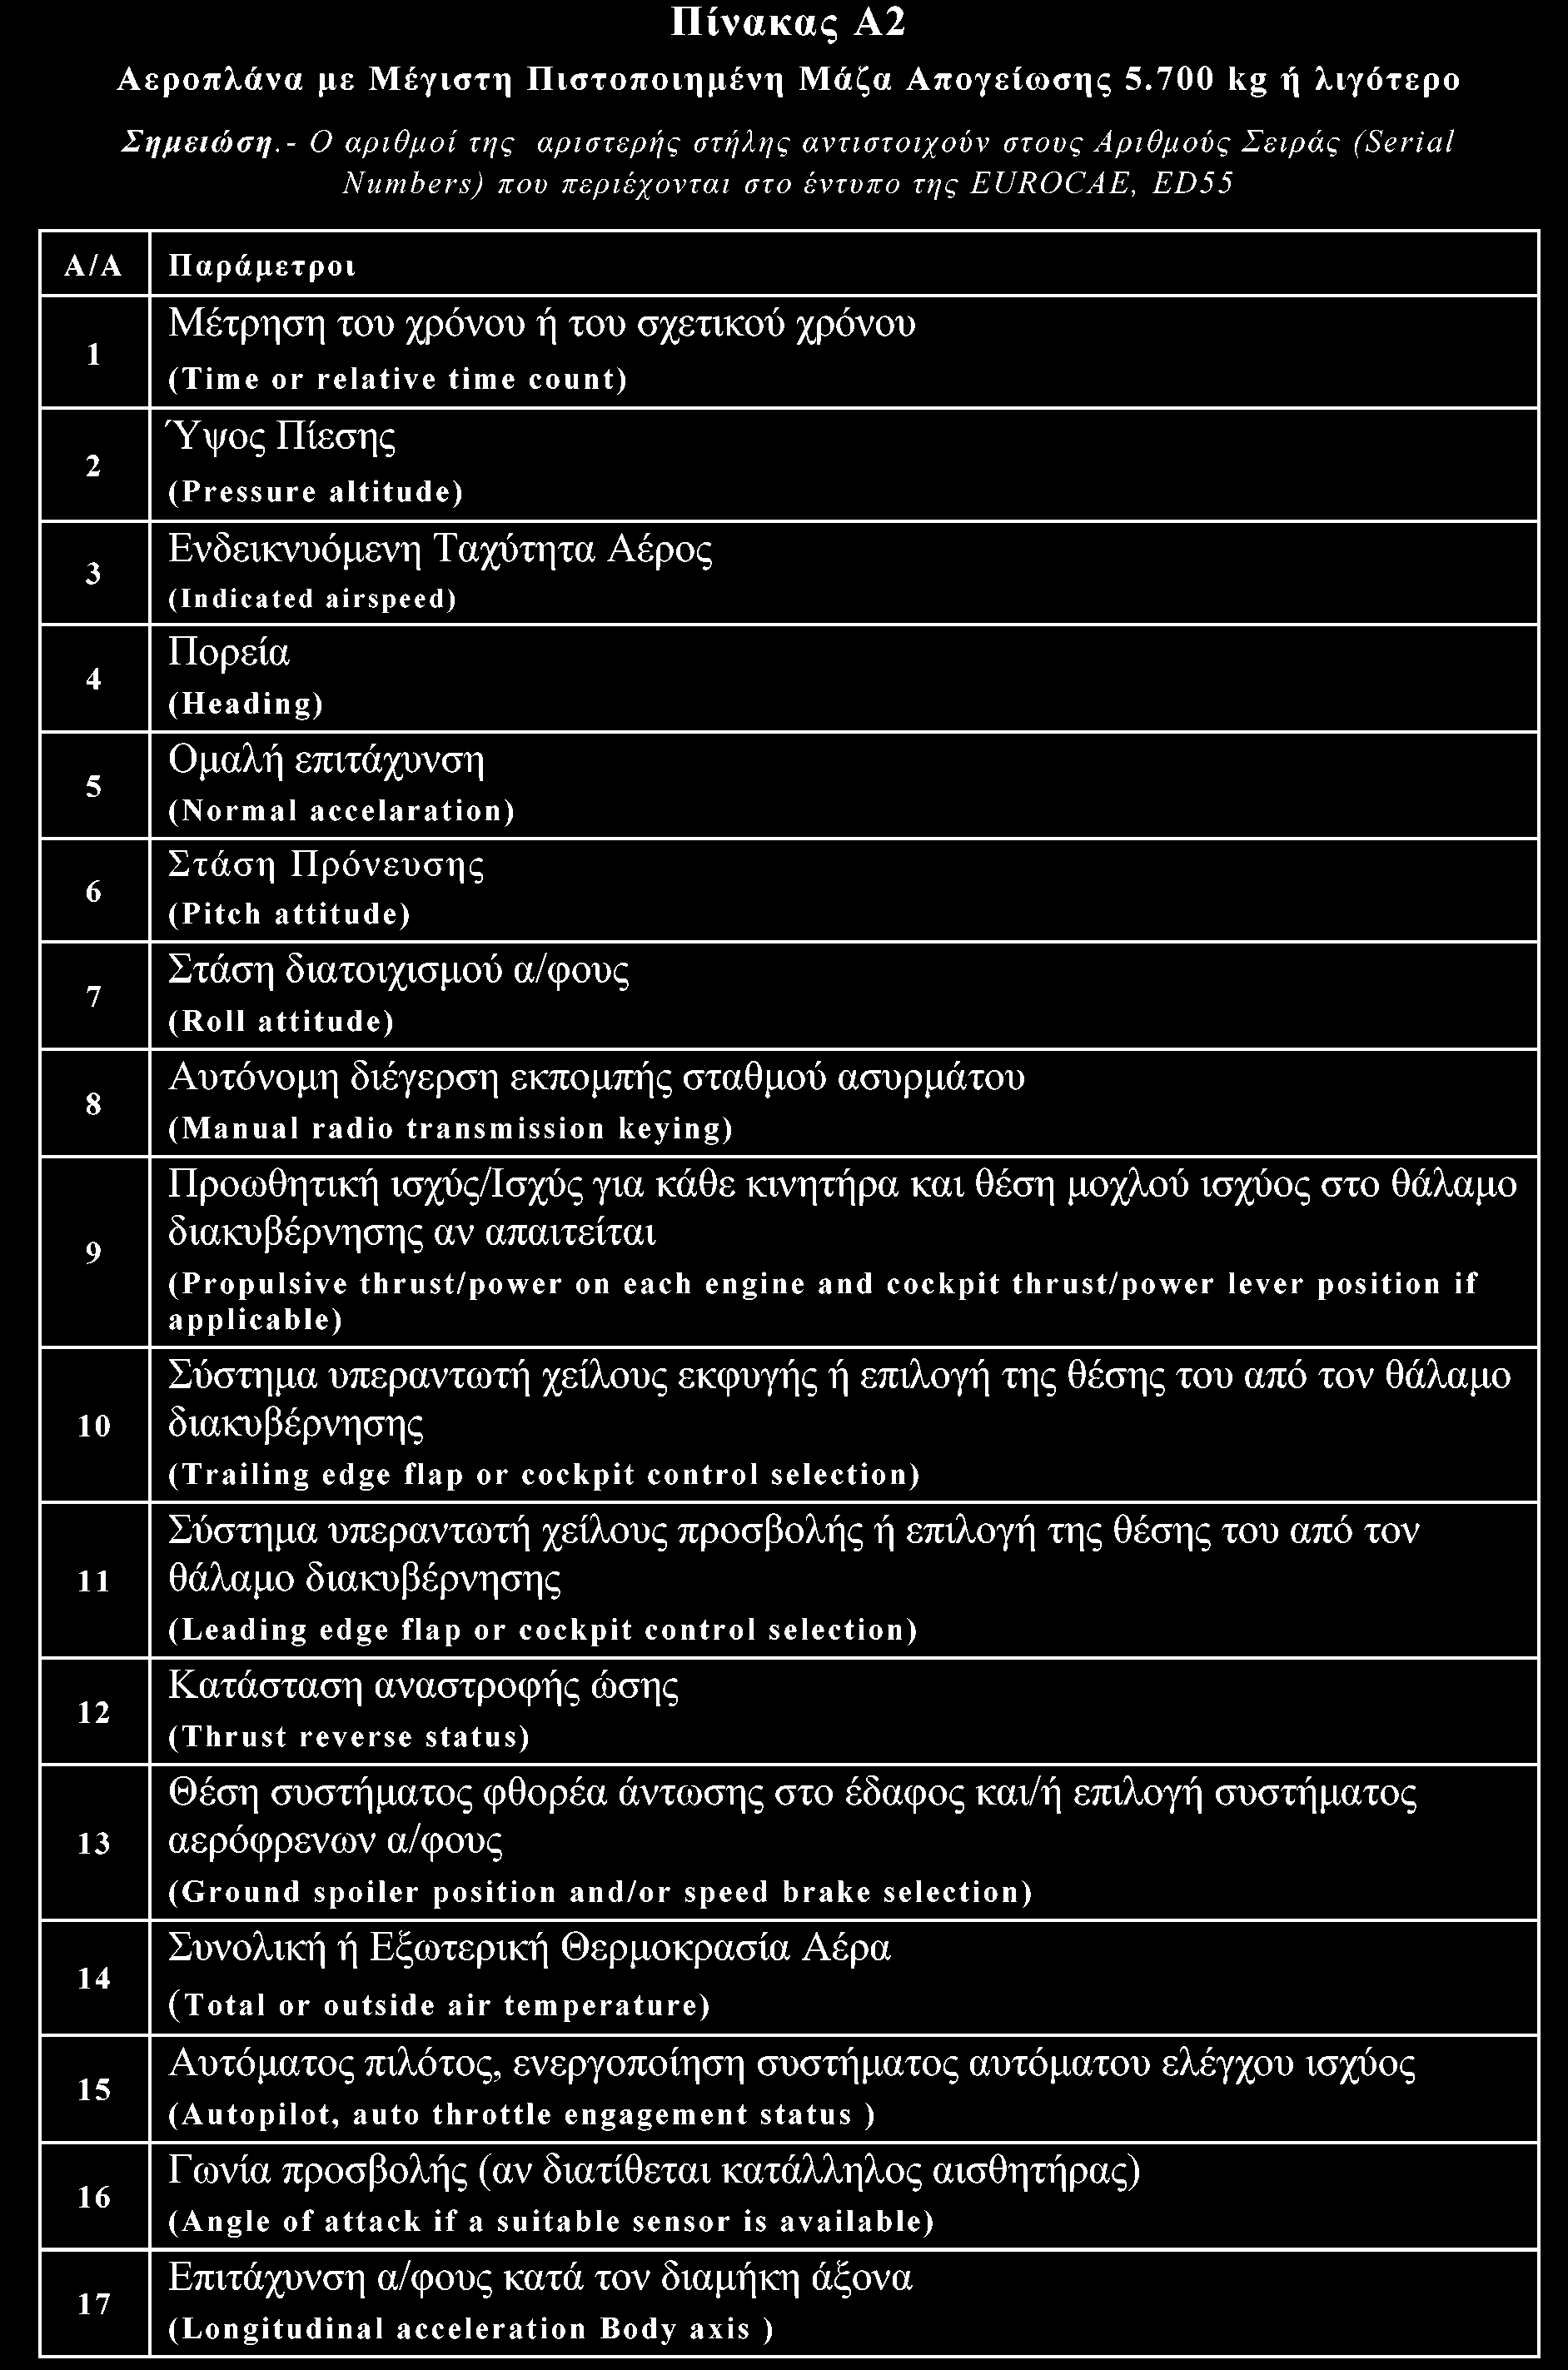 Πίνακας Α2
Αεροπλάνα με Μέγιστη Πιστοποιημένη Μάζα Απογείωσης 5.700 kg ή λιγότερο
Σημειώση.- Ο αριθμοί της αριστερής στήλης αντιστοιχούν στους Αριθμούς Σειράς (Serial
Numbers) που περιέχονται στο έντυπο της EUROCAE, ED55
Α/Α Παράμετροι
1 Μέτρηση του χρόνου ή του σχετικού χρόνου
(Time or relative time count)
2 Ύψος Πίεσης
(Pressure altitude)
3 Ενδεικνυόμενη Ταχύτητα Αέρος
(Indicated airspeed)
4 Πορεία
(Heading)
5 Ομαλή επιτάχυνση
(Normal accelaration)
6 Στάση Πρόνευσης
(Pitch attitude)
7 Στάση διατοιχισμού α/φους
(Roll attitude)
8 Αυτόνομη διέγερση εκπομπής σταθμού ασυρμάτου
(Manual radio transmission keying)
9 Προωθητική ισχύς/Ισχύς για κάθε κινητήρα και θέση μοχλού ισχύος στο θάλαμο
διακυβέρνησης αν απαιτείται
(Propulsive thrust/power on each engine and cockpit thrust/power lever position if
applicable)
10 Σύστημα υπεραντωτή χείλους εκφυγής ή επιλογή της θέσης του από τον θάλαμο
διακυβέρνησης
(Trailing edge flap or cockpit control selection)
11 Σύστημα υπεραντωτή χείλους προσβολής ή επιλογή της θέσης του από τον
θάλαμο διακυβέρνησης
(Leading edge flap or cockpit control selection)
12 Κατάσταση αναστροφής ώσης
(Thrust reverse status)
13 Θέση συστήματος φθορέα άντωσης στο έδαφος και/ή επιλογή συστήματος
αερόφρενων α/φους
(Ground spoiler position and/or speed brake selection)
14 Συνολική ή Εξωτερική Θερμοκρασία Αέρα
(Total or outside air temperature)
15 Αυτόματος πιλότος, ενεργοποίηση συστήματος αυτόματου ελέγχου ισχύος
(Autopilot, auto throttle engagement status )
16 Γωνία προσβολής (αν διατίθεται κατάλληλος αισθητήρας)
(Angle of attack if a suitable sensor is available)
17 Επιτάχυνση α/φους κατά τον διαμήκη άξονα
(Longitudinal acceleration Body axis )